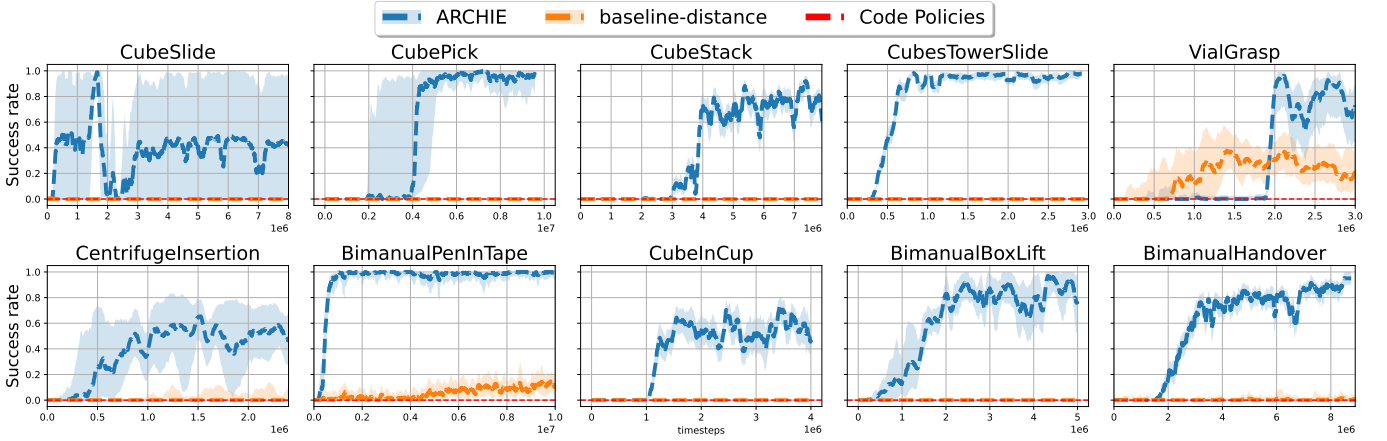 ARCHIE baseline-distance Code Policies
CubeSlide CubePick CubeStack CubesTowerSlide VialGrasp
Success rate
1.0
0.8
0.6
0.4
0.2
0.0
0 1 2 3 4 5 6 7 8 0.0 0.2 0.4 0.6 0.8 1.0 0 1 2 3 4 5 6 7 0.0 0.5 1.0 1.5 2.0 2.5 3.0 0.0 0.5 1.0 1.5 2.0 2.5 3.0
1e6 1e7 1e6 1e6 1e6
CentrifugeInsertion BimanualPenInTape CubeInCup BimanualBoxLift BimanualHandover
Success rate
1.0
0.8
0.6
0.4
0.2
0.0
0.0 0.5 1.0 1.5 2.0 0.0 0.2 0.4 0.6 0.8 1.0 0 1 2 3 4 0 1 2 3 4 5 0 2 4 6 8
1e6 1e7 timesteps 1e6 1e6 1e6